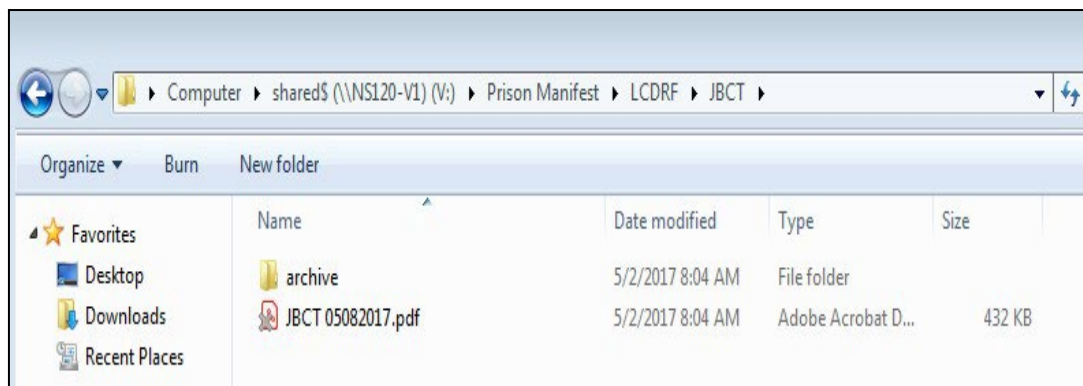 Computer shared$ (\\NS120-V1) (V:) Prison Manifest LCDRF JBCT
Organize Burn New folder
Favorites
Desktop
Downloads
Recent Places
Name Date modified Type Size
archive 5/2/2017 8:04 AM File folder
JBCT 05082017.pdf 5/2/2017 8:04 AM Adobe Acrobat D... 432 KB